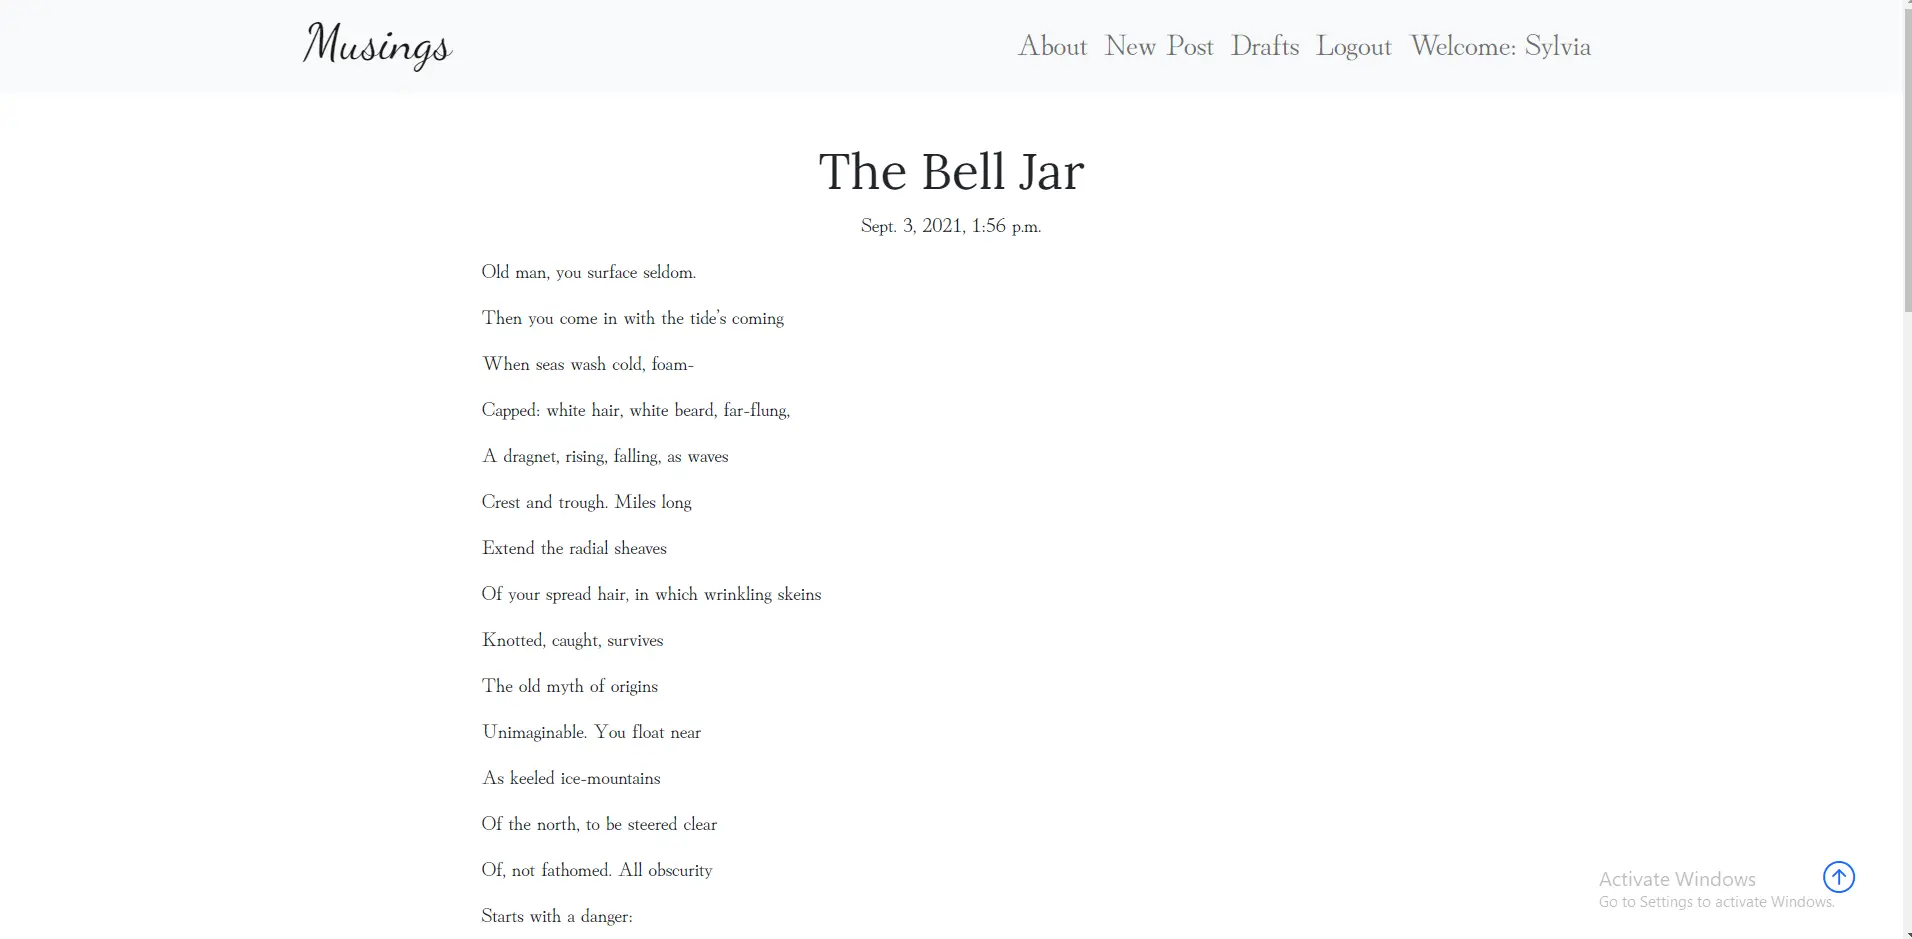 Musings
About New Post Drafts Logout Welcome: Sylvia
The Bell Jar
Sept. 3, 2021, 1:56 p.m.
Old man, you surface seldom.
Then you come in with the tide's coming
When seas wash cold, foam-
Capped: white hair, white beard, far-flung,
A dragnet, rising, falling, as waves
Crest and trough. Miles long
Extend the radial sheaves
Of your spread hair, in which wrinkling skeins
Knotted, caught, survives
The old myth of origins
Unimaginable. You float near
As keeled ice-mountains
Of the north, to be steered clear
Of, not fathomed. All obscurity
Starts with a danger:
Activate Windows
Go to Settings to activate Windows.